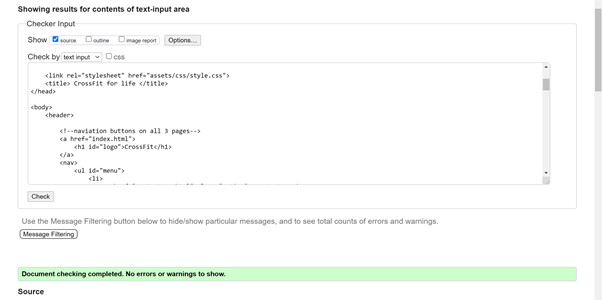 Showing results for contents of text-input area
Checker Input
Show source outline image report Options...
Check by text input css
<link rel="stylesheet" href="assets/css/style.css">
<title> CrossFit for life </title>
</head>
<body>
<header>
<!--naviation buttons on all 3 pages-->
<a href="index.html">
<h1 id="logo">CrossFit</h1>
</a>
<nav>
<ul id="menu">
<li>
Check
Use the Message Filtering button below to hide/show particular messages, and to see total counts of errors and warnings.
Message Filtering
Document checking completed. No errors or warnings to show.
Source